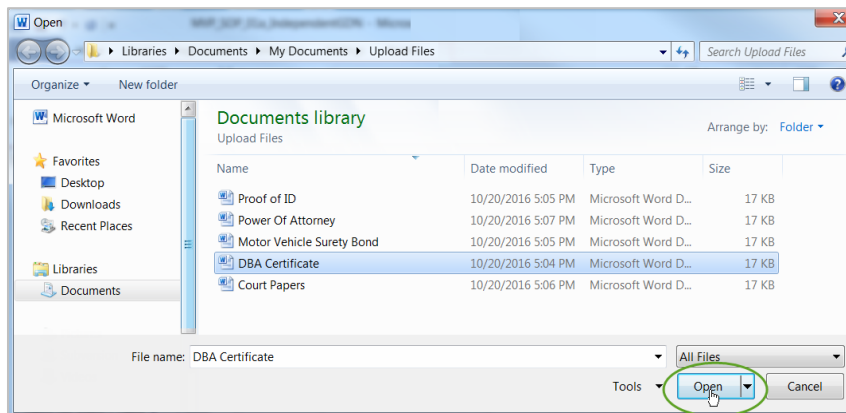 Open
Libraries Documents My Documents Upload Files Search Upload Files
Organize New folder
Microsoft Word
Favorites
Desktop
Downloads
Recent Places
Libraries
Documents
Documents library
Upload Files
Arrange by: Folder
Name Date modified Type Size
Proof of ID 10/20/2016 5:05 PM Microsoft Word D... 17 KB
Power Of Attorney 10/20/2016 5:07 PM Microsoft Word D... 17 KB
Motor Vehicle Surety Bond 10/20/2016 5:05 PM Microsoft Word D... 17 KB
DBA Certificate 10/20/2016 5:04 PM Microsoft Word D... 17 KB
Court Papers 10/20/2016 5:06 PM Microsoft Word D... 17 KB
File name: DBA Certificate All Files
Tools Open Cancel